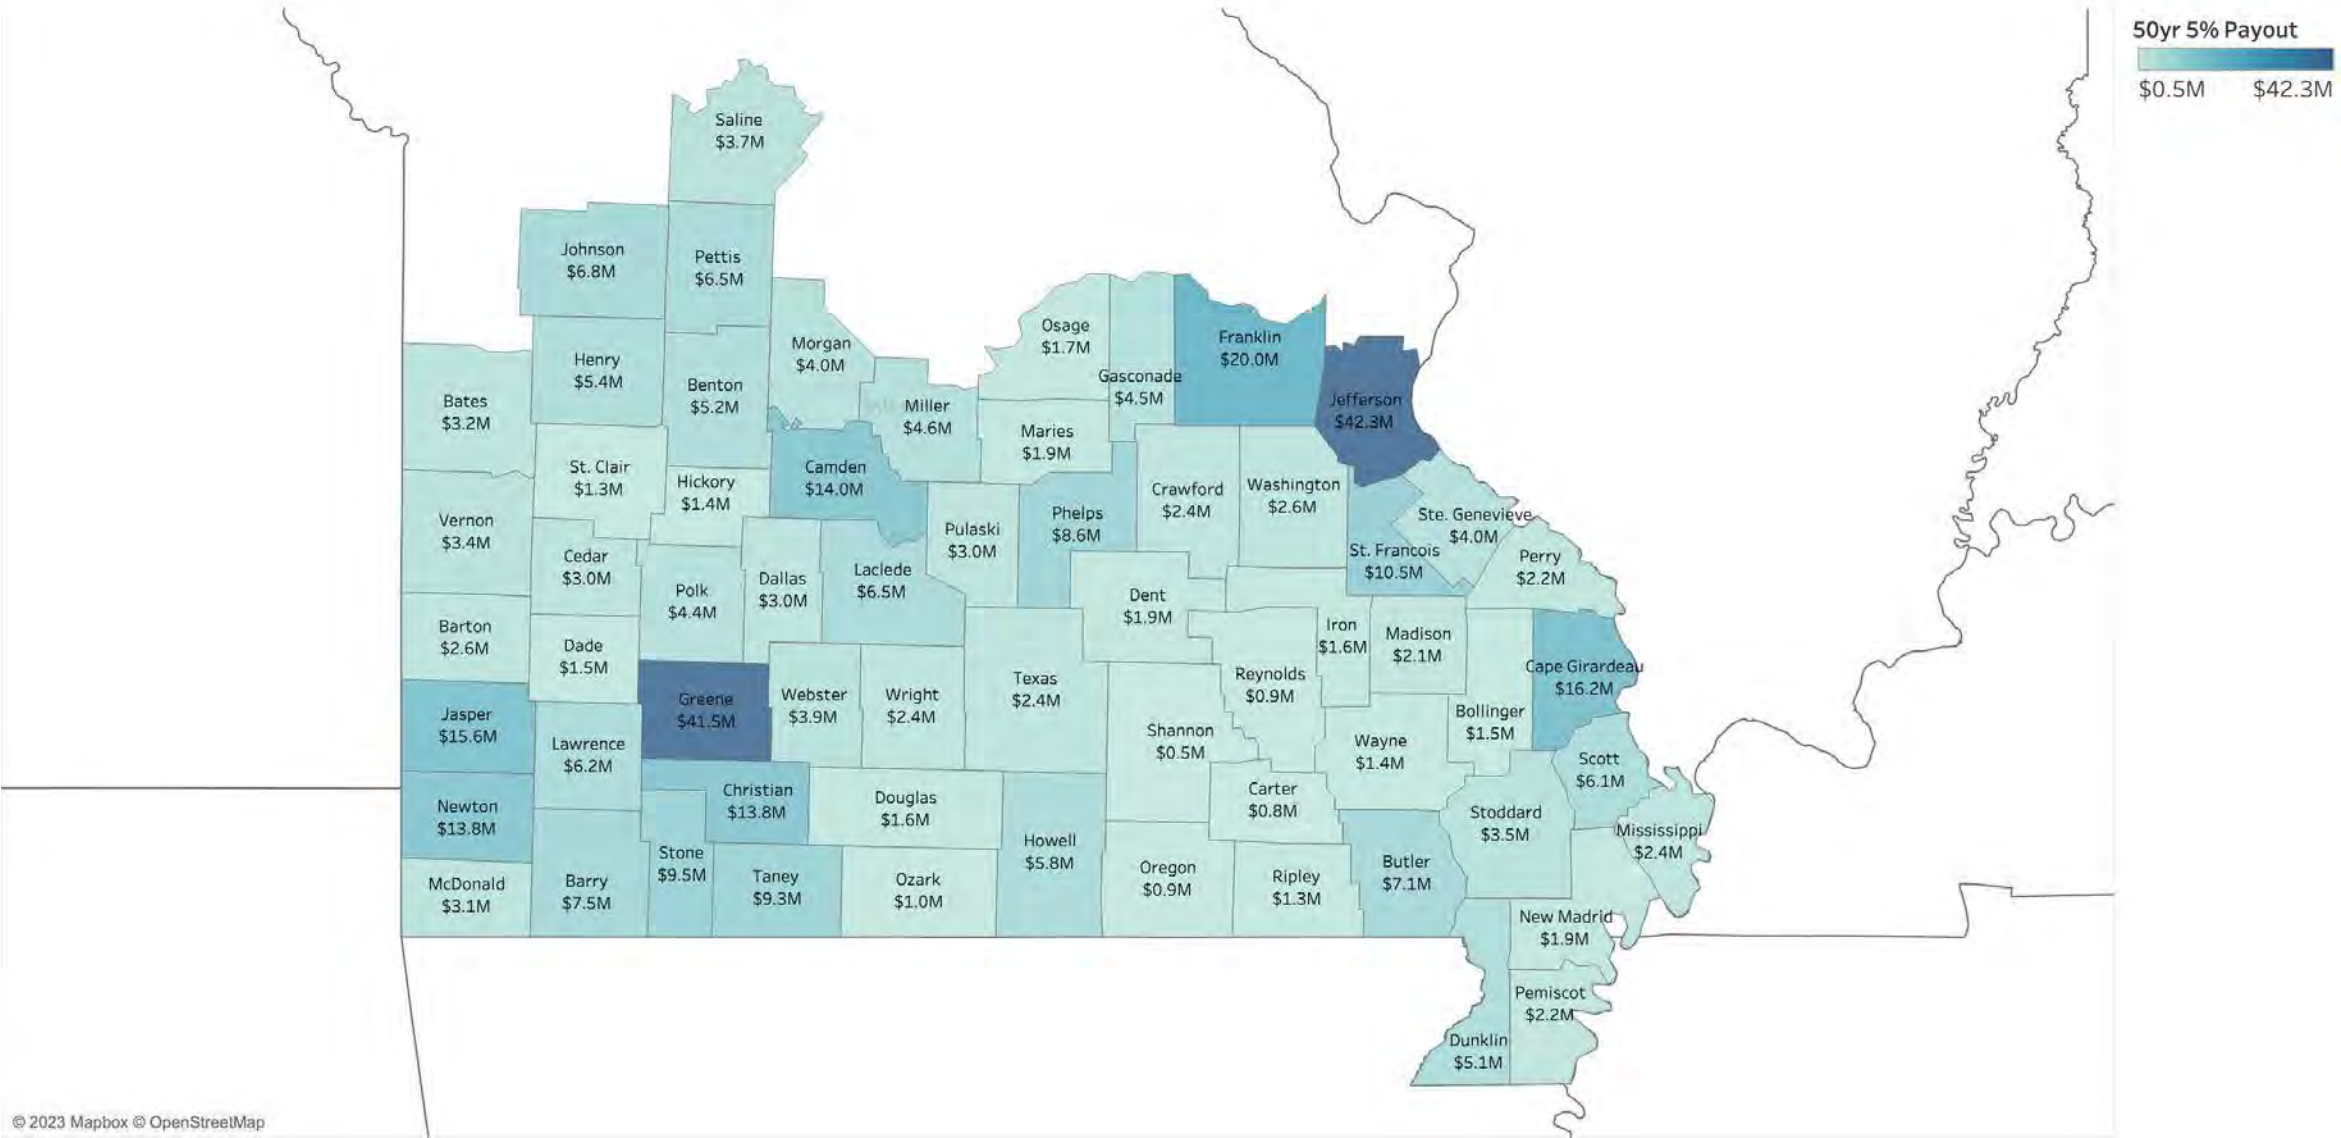 50yr 5% Payout
$0.5M $42.3M
Saline
$3.7M
Johnson
$6.8M
Pettis
$6.5M
Morgan
$4.0M
Osage
$1.7M
Gasconade
$4.5M
Franklin
$20.0M
Jefferson
$42.3M
Bates
$3.2M
Henry
$5.4M
Benton
$5.2M
Miller
$4.6M
Maries
$1.9M
St. Clair
$1.3M
Hickory
$1.4M
Camden
$14.0M
Crawford
$2.4M
Washington
$2.6M
Vernon
$3.4M
Cedar
$3.0M
Polk
$4.4M
Dallas
$3.0M
Laclede
$6.5M
Pulaski
$3.0M
Phelps
$8.6M
Ste. Genevieve
$4.0M
St. Francois
$10.5M
Perry
$2.2M
Barton
$2.6M
Dade
$1.5M
Dent
$1.9M
Iron
$1.6M
Madison
$2.1M
Cape Girardeau
$16.2M
Jasper
$15.6M
Greene
$41.5M
Webster
$3.9M
Wright
$2.4M
Texas
$2.4M
Reynolds
$0.9M
Bollinger
$1.5M
Lawrence
$6.2M
Shannon
$0.5M
Wayne
$1.4M
Scott
$6.1M
Newton
$13.8M
Christian
$13.8M
Douglas
$1.6M
Carter
$0.8M
Stoddard
$3.5M
Mississippi
$2.4M
McDonald
$3.1M
Barry
$7.5M
Stone
$9.5M
Taney
$9.3M
Ozark
$1.0M
Howell
$5.8M
Oregon
$0.9M
Ripley
$1.3M
Butler
$7.1M
New Madrid
$1.9M
Pemiscot
$2.2M
Dunklin
$5.1M
© 2023 Mapbox © OpenStreetMap